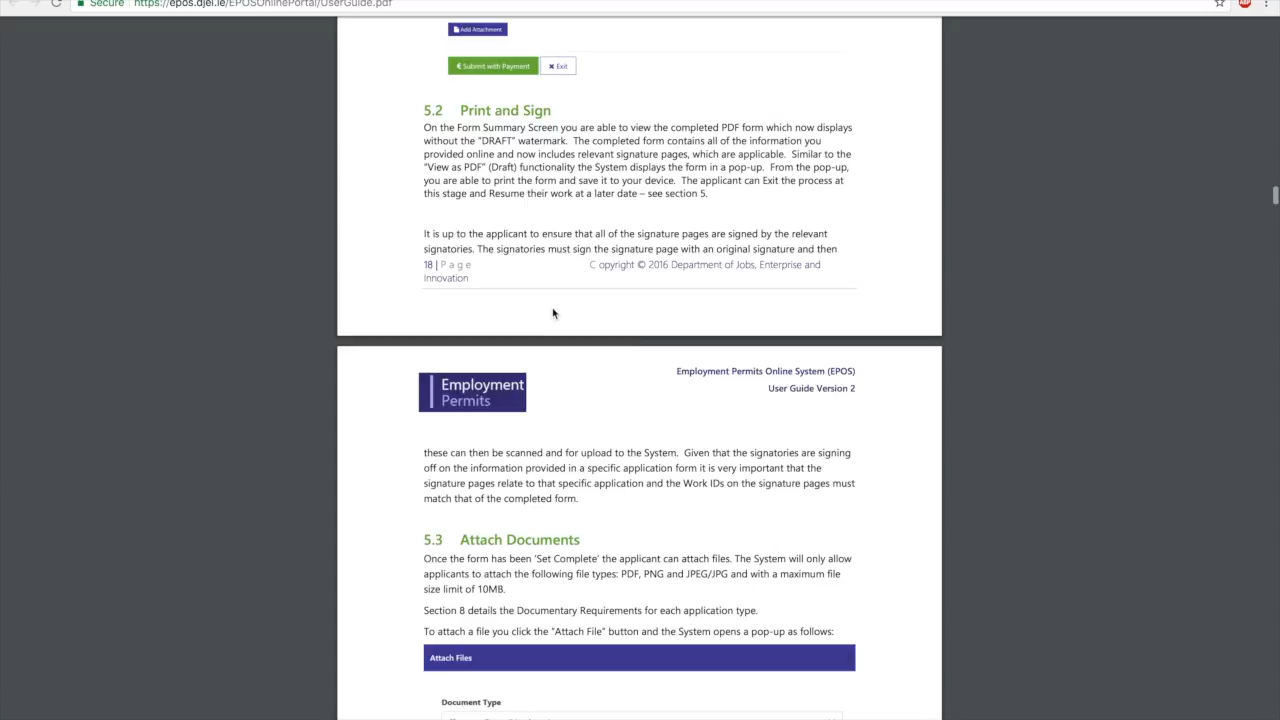 Secure
https://epos.djei.ie/EPOSOnlinePortal/UserGuide.pdf
ABP
Add Attachment
€ Submit with Payment
✖ Exit
5.2 Print and Sign
On the Form Summary Screen you are able to view the completed PDF form which now displays
without the "DRAFT" watermark. The completed form contains all of the information you
provided online and now includes relevant signature pages, which are applicable. Similar to the
"View as PDF" (Draft) functionality the System displays the form in a pop-up. From the pop-up,
you are able to print the form and save it to your device. The applicant can Exit the process at
this stage and Resume their work at a later date – see section 5.
It is up to the applicant to ensure that all of the signature pages are signed by the relevant
signatories. The signatories must sign the signature page with an original signature and then
18 | P a g e C opyright © 2016 Department of Jobs, Enterprise and
Innovation
Employment
Permits
Employment Permits Online System (EPOS)
User Guide Version 2
these can then be scanned and for upload to the System. Given that the signatories are signing
off on the information provided in a specific application form it is very important that the
signature pages relate to that specific application and the Work IDs on the signature pages must
match that of the completed form.
5.3 Attach Documents
Once the form has been 'Set Complete' the applicant can attach files. The System will only allow
applicants to attach the following file types: PDF, PNG and JPEG/JPG and with a maximum file
size limit of 10MB.
Section 8 details the Documentary Requirements for each application type.
To attach a file you click the "Attach File" button and the System opens a pop-up as follows:
Attach Files
Document Type